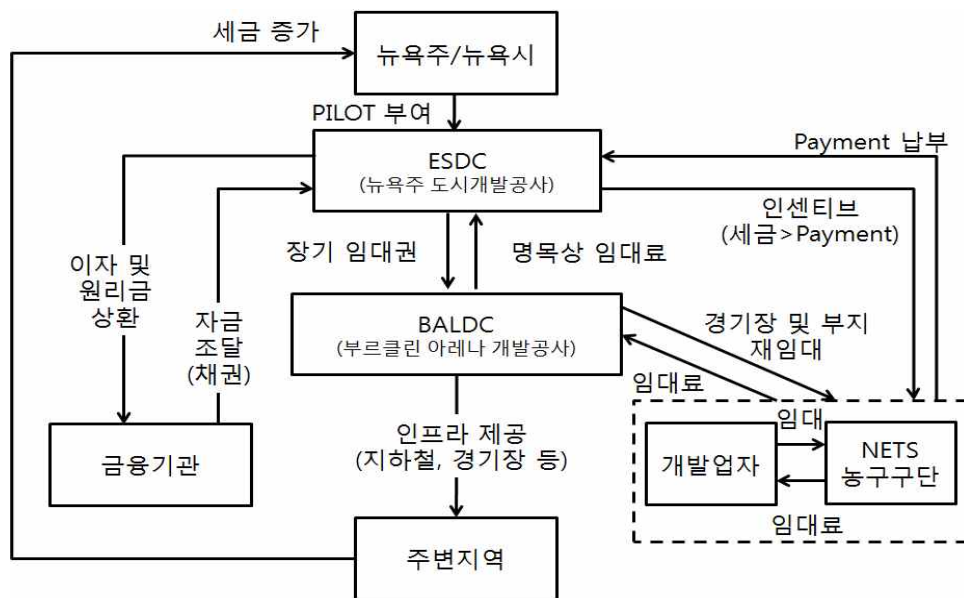 세금 증가
뉴욕주/뉴욕시
PILOT 부여
Payment 납부
ESDC
(뉴욕주 도시개발공사)
인센티브
(세금>Payment)
장기 임대권
명목상 임대료
이자 및
원리금
상환
자금
조달
(채권)
BALDC
(부르클린 아레나 개발공사)
경기장 및 부지
재임대
임대료
임대
인프라 제공
(지하철, 경기장 등)
금융기관
개발업자
NETS
농구구단
임대료
주변지역